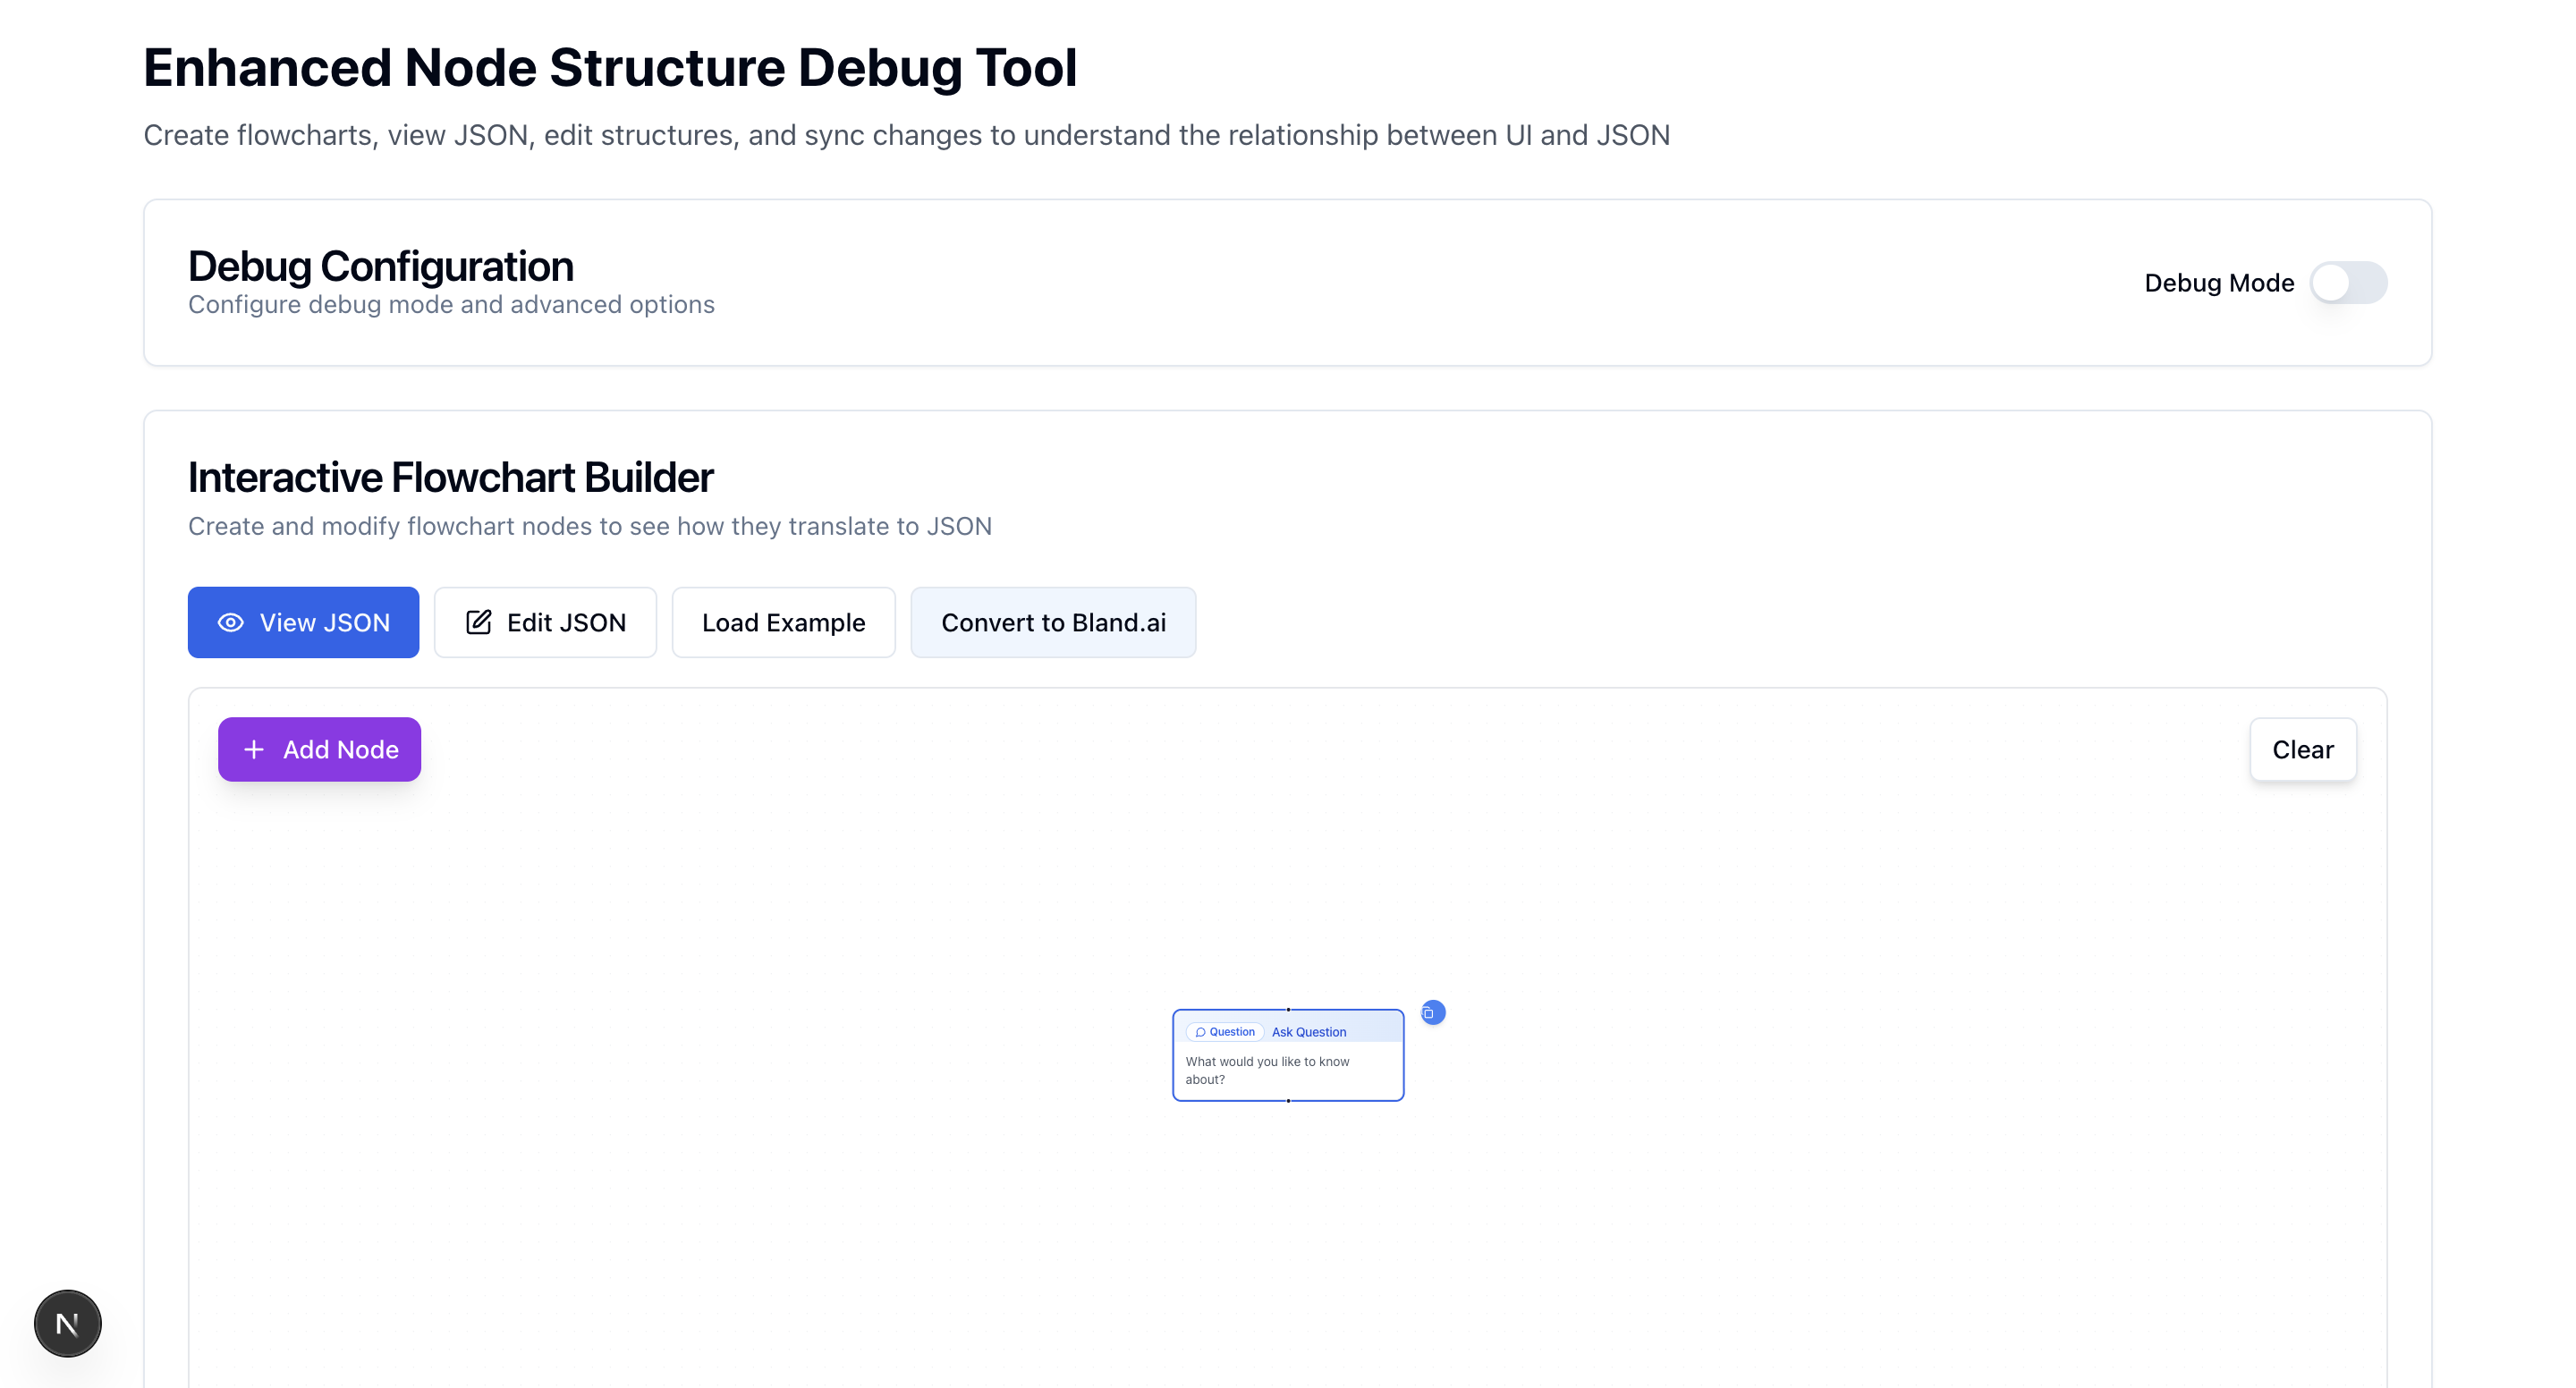 Enhanced Node Structure Debug Tool
Create flowcharts, view JSON, edit structures, and sync changes to understand the relationship between UI and JSON
Debug Configuration
Configure debug mode and advanced options
Debug Mode
Interactive Flowchart Builder
Create and modify flowchart nodes to see how they translate to JSON
View JSON
Edit JSON
Load Example
Convert to Bland.ai
Add Node
Clear
Question
Ask Question
What would you like to know
about?
N